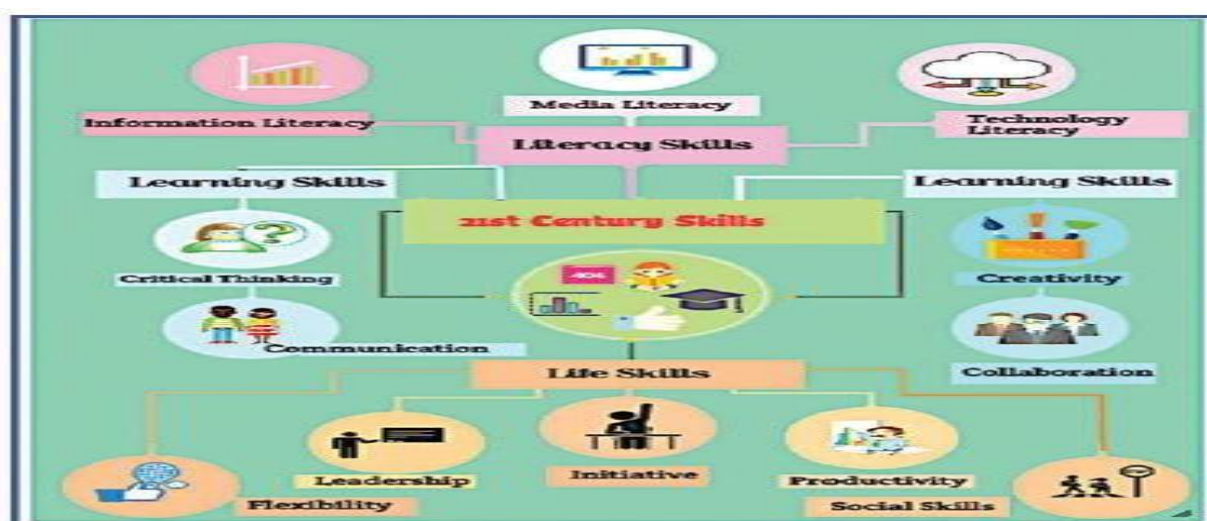 Media Literacy
Information Literacy
Technology
Literacy
Literacy Skills
Learning Skills
Learning Skills
21st Century Skills
404
Critical Thinking
Creativity
Communication
Life Skills
Collaboration
Leadership
Initiative
Productivity
Flexibility
Social Skills